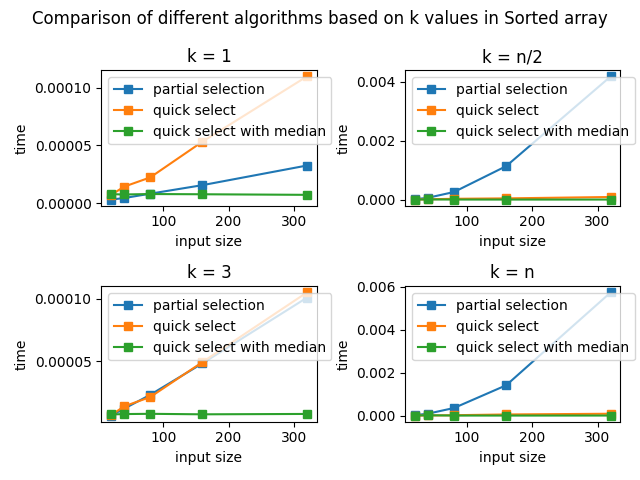 Comparison of different algorithms based on k values in Sorted array
k = 1
partial selection
quick select
quick select with median
0.00010
0.00005
0.00000
time
100 200 300
input size
k = n/2
partial selection
quick select
quick select with median
0.004
0.002
0.000
time
100 200 300
input size
k = 3
partial selection
quick select
quick select with median
0.00010
0.00005
time
100 200 300
input size
k = n
partial selection
quick select
quick select with median
0.006
0.004
0.002
0.000
time
100 200 300
input size